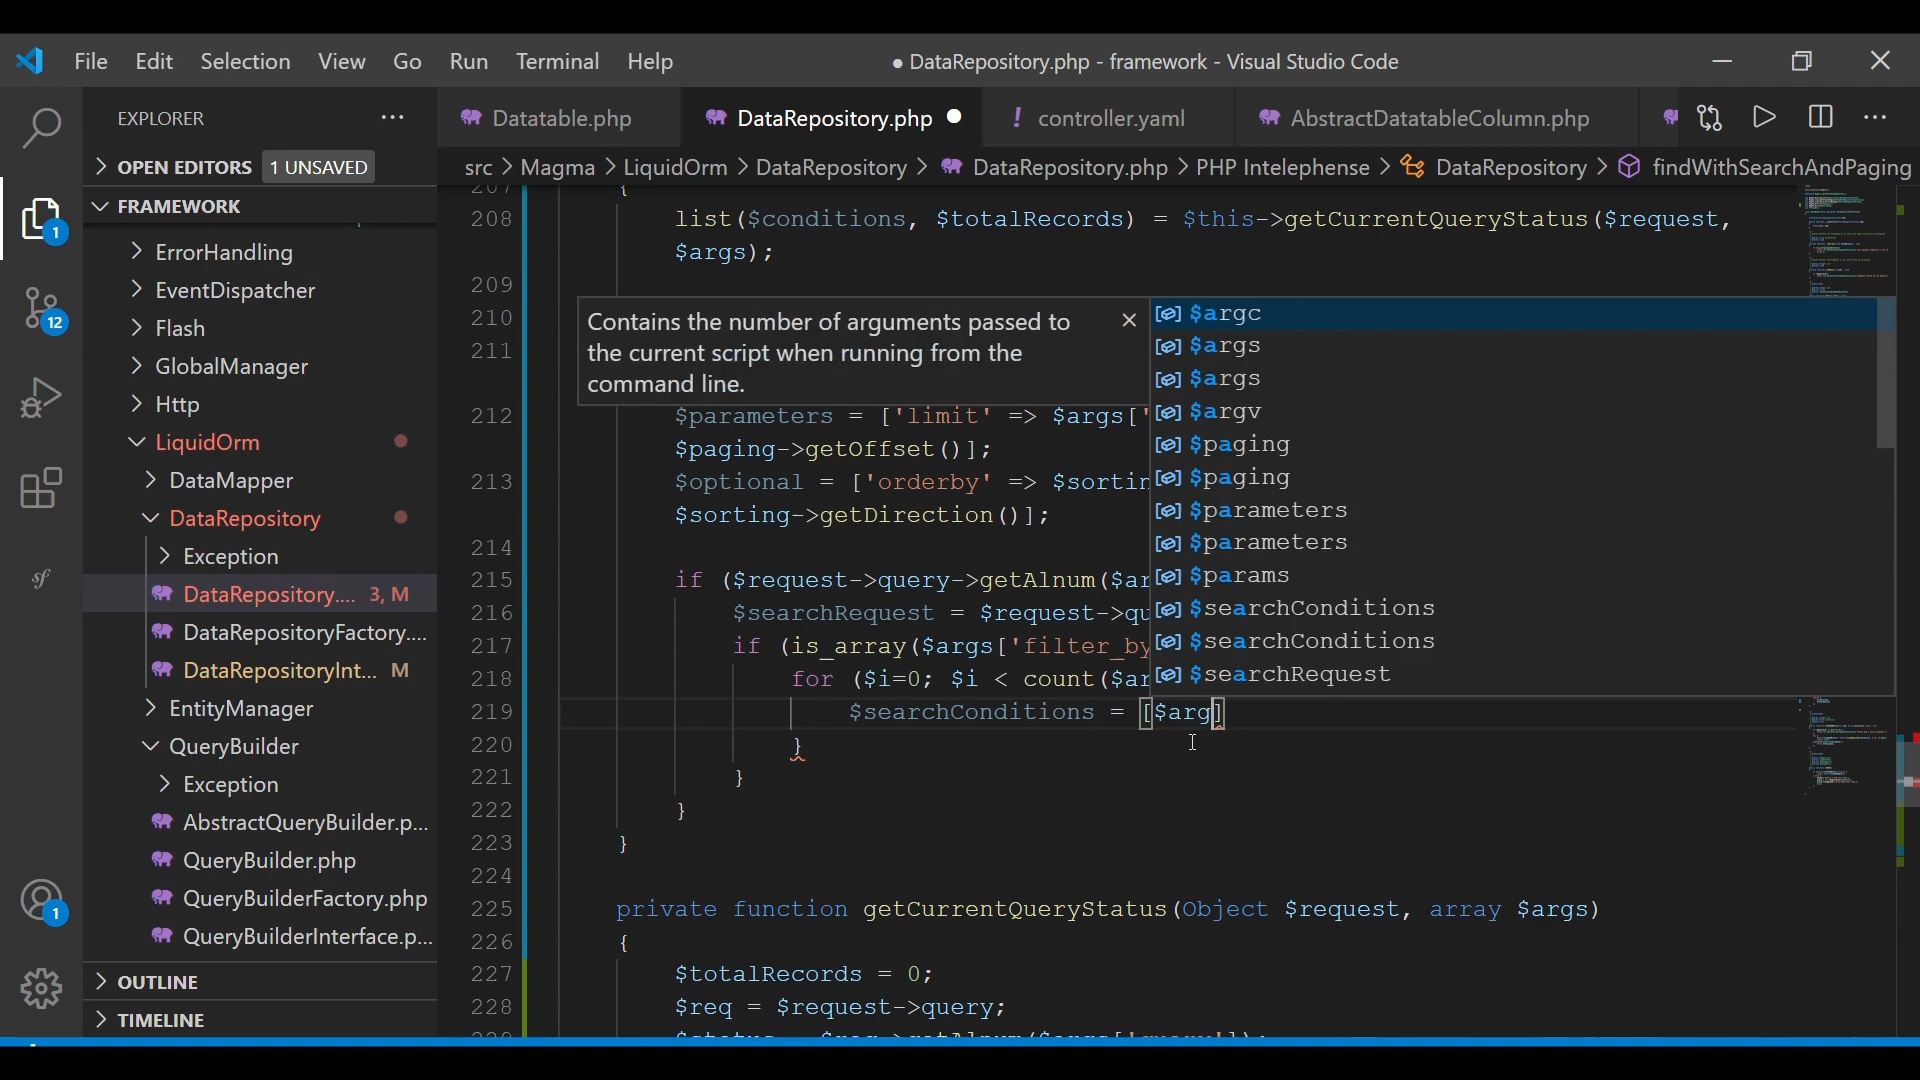 File Edit Selection View Go Run Terminal Help
● DataRepository.php - framework - Visual Studio Code
EXPLORER ···
Datatable.php
DataRepository.php
! controller.yaml
AbstractDatatableColumn.php
OPEN EDITORS 1 UNSAVED
src > Magma > LiquidOrm > DataRepository > DataRepository.php > PHP Intelephense > DataRepository > findWithSearchAndPaging
FRAMEWORK
ErrorHandling
EventDispatcher
Flash
GlobalManager
Http
LiquidOrm
DataMapper
DataRepository
Exception
DataRepository.... 3, M
DataRepositoryFactory....
DataRepositoryInt... M
EntityManager
QueryBuilder
Exception
AbstractQueryBuilder.p...
QueryBuilder.php
QueryBuilderFactory.php
QueryBuilderInterface.p...
OUTLINE
TIMELINE
1
12
1
207 {
208 list($conditions, $totalRecords) = $this->getCurrentQueryStatus($request,
$args);
209
210
211
212 $parameters = ['limit' => $args['
$paging->getOffset()];
213 $optional = ['orderby' => $sortin
$sorting->getDirection()];
214
215 if ($request->query->getAlnum($ar
216 $searchRequest = $request->qu
217 if (is_array($args['filter_by
218 for ($i=0; $i < count($ar
219 $searchConditions = [$arg]
220 }
221 }
222 }
223 }
224
225 private function getCurrentQueryStatus(Object $request, array $args)
226 {
227 $totalRecords = 0;
228 $req = $request->query;
Contains the number of arguments passed to
the current script when running from the
command line.
$argc
$args
$args
$argv
$paging
$paging
$parameters
$parameters
$params
$searchConditions
$searchConditions
$searchRequest